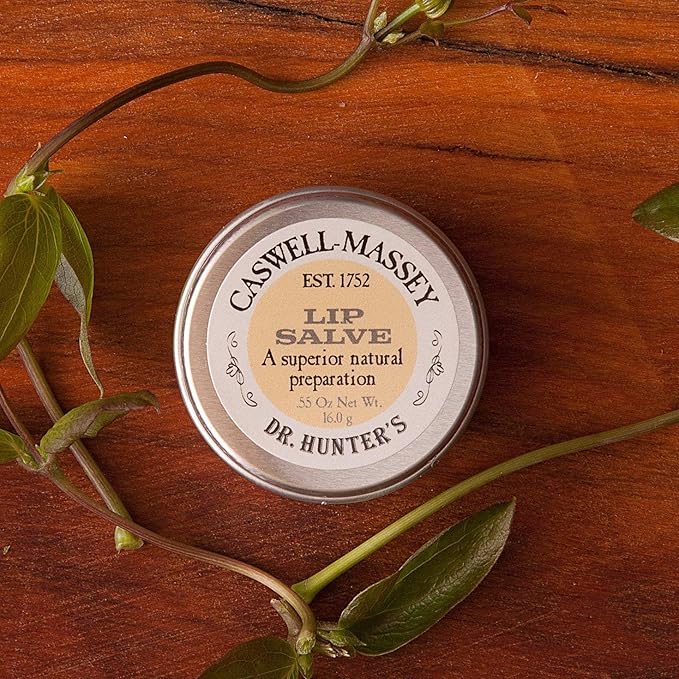 CASWELL-MASSEY
EST. 1752
LIP
SALVE
A superior natural
preparation
.55 Oz Net Wt.
16.0 g
DR. HUNTER'S